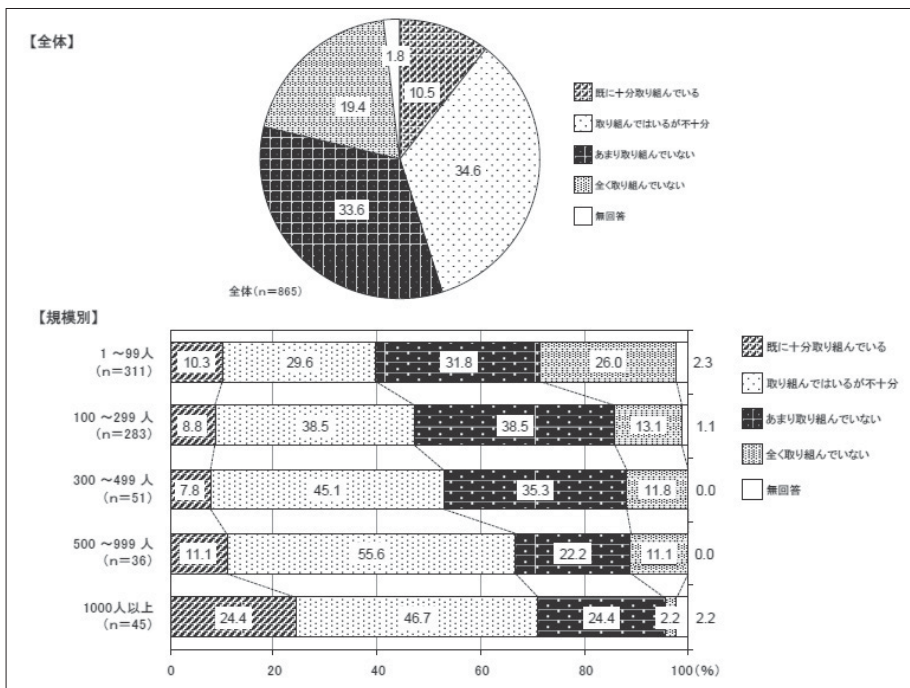 【全体】
1.8
10.5
19.4
34.6
33.6
既に十分取り組んでいる
取り組んではいるが不十分
あまり取り組んでいない
全く取り組んでいない
無回答
全体(n＝865)
【規模別】
1 ～99人
(n＝311)
10.3 29.6 31.8 26.0 2.3
100 ～299 人
(n＝283)
8.8 38.5 38.5 13.1 1.1
300 ～499 人
(n＝51)
7.8 45.1 35.3 11.8 0.0
500 ～999 人
(n＝36)
11.1 55.6 22.2 11.1 0.0
1000人以上
(n＝45)
24.4 46.7 24.4 2.2 2.2
0 20 40 60 80 100(%)
既に十分取り組んでいる
取り組んではいるが不十分
あまり取り組んでいない
全く取り組んでいない
無回答